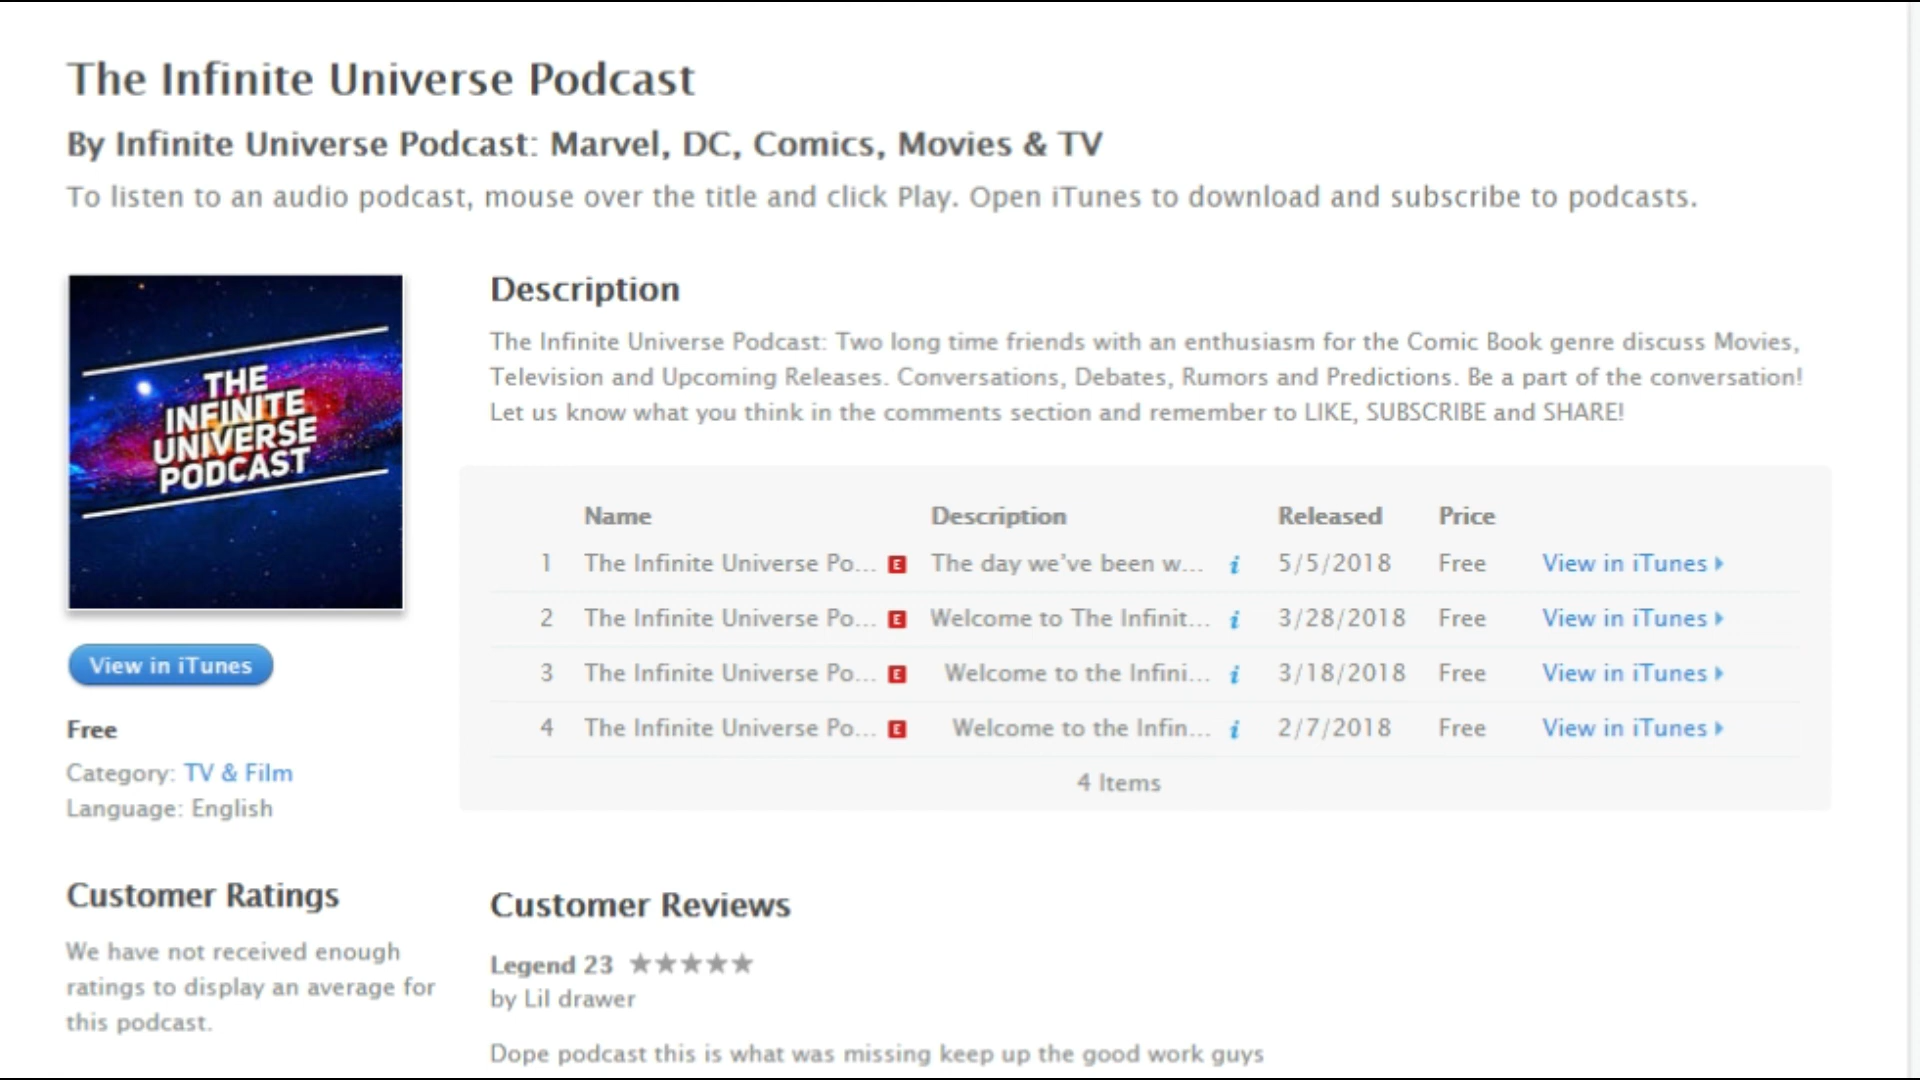 The Infinite Universe Podcast
By Infinite Universe Podcast: Marvel, DC, Comics, Movies & TV
To listen to an audio podcast, mouse over the title and click Play. Open iTunes to download and subscribe to podcasts.
THE
INFINITE
UNIVERSE
PODCAST
View in iTunes
Free
Category: TV & Film
Language: English
Customer Ratings
We have not received enough
ratings to display an average for
this podcast.
Description
The Infinite Universe Podcast: Two long time friends with an enthusiasm for the Comic Book genre discuss Movies,
Television and Upcoming Releases. Conversations, Debates, Rumors and Predictions. Be a part of the conversation!
Let us know what you think in the comments section and remember to LIKE, SUBSCRIBE and SHARE!
Name Description Released Price
1 The Infinite Universe Po... E The day we've been w... i 5/5/2018 Free View in iTunes
2 The Infinite Universe Po... E Welcome to The Infinit... i 3/28/2018 Free View in iTunes
3 The Infinite Universe Po... E Welcome to the Infini... i 3/18/2018 Free View in iTunes
4 The Infinite Universe Po... E Welcome to the Infin... i 2/7/2018 Free View in iTunes
4 Items
Customer Reviews
Legend 23 ★★★★★
by Lil drawer
Dope podcast this is what was missing keep up the good work guys